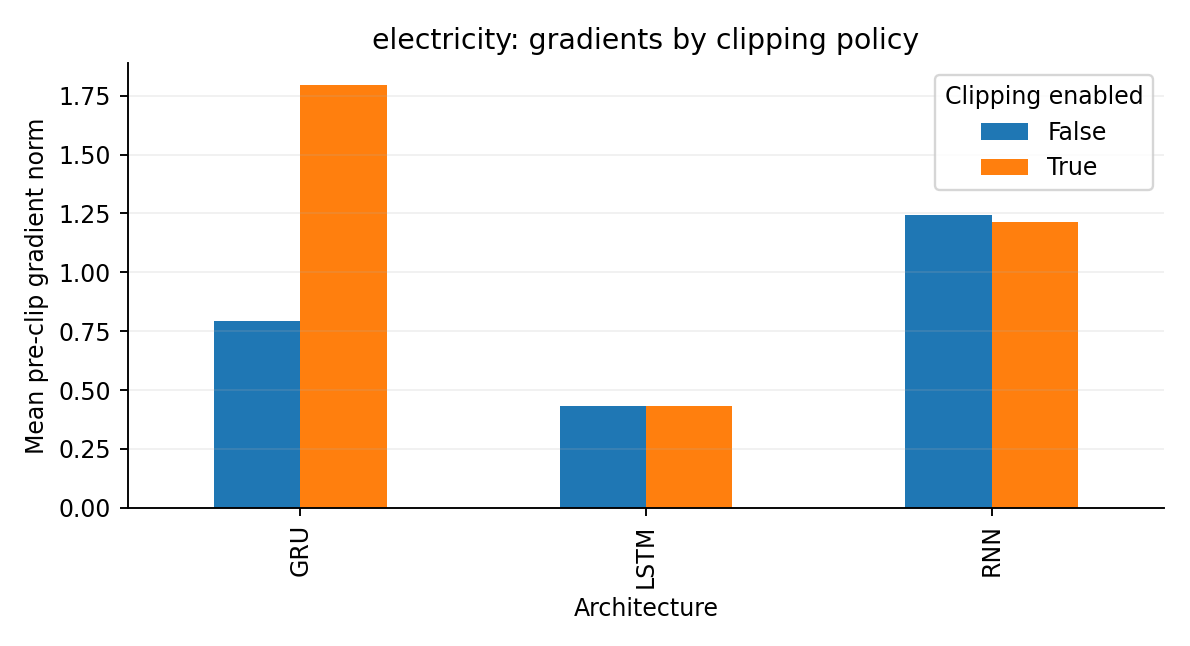 electricity: gradients by clipping policy
Mean pre-clip gradient norm
1.75
1.50
1.25
1.00
0.75
0.50
0.25
0.00
Clipping enabled
False
True
GRU
LSTM
RNN
Architecture